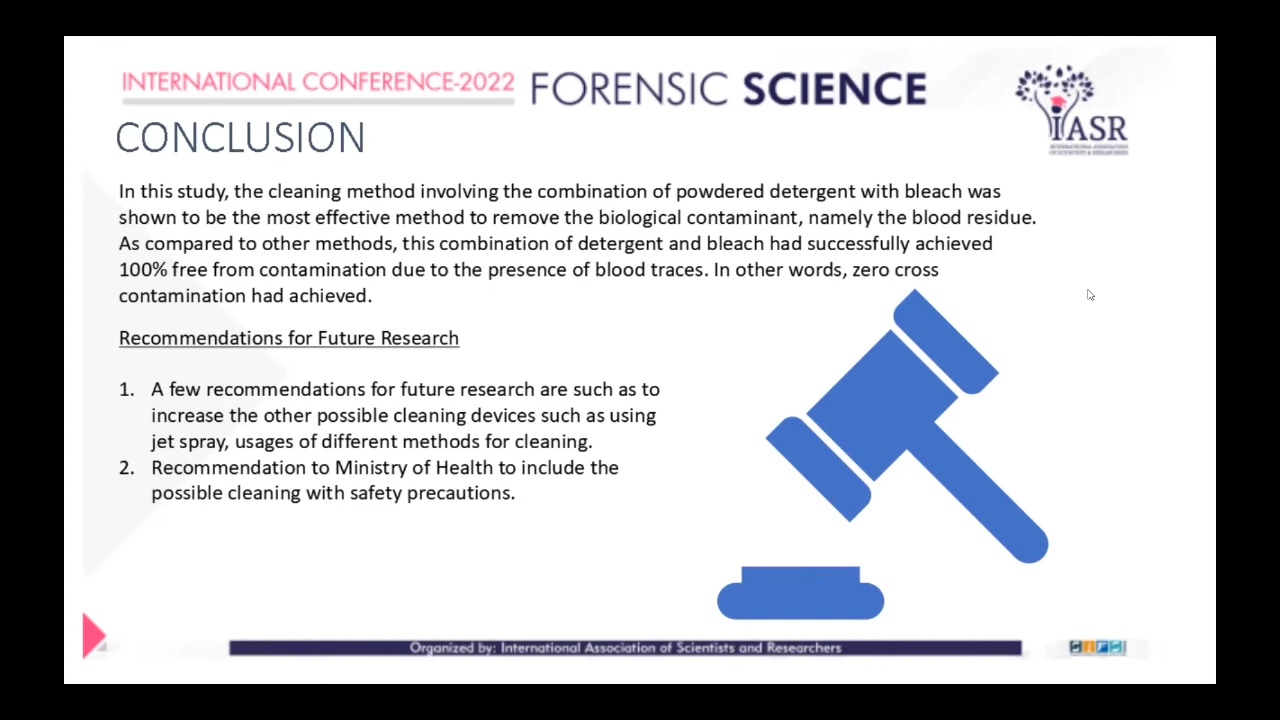 INTERNATIONAL CONFERENCE-2022 FORENSIC SCIENCE
IASR
INTERNATIONAL ASSOCIATION
OF SCIENTISTS & RESEARCHERS
CONCLUSION
In this study, the cleaning method involving the combination of powdered detergent with bleach was
shown to be the most effective method to remove the biological contaminant, namely the blood residue.
As compared to other methods, this combination of detergent and bleach had successfully achieved
100% free from contamination due to the presence of blood traces. In other words, zero cross
contamination had achieved.
Recommendations for Future Research
1. A few recommendations for future research are such as to
increase the other possible cleaning devices such as using
jet spray, usages of different methods for cleaning.
2. Recommendation to Ministry of Health to include the
possible cleaning with safety precautions.
Organized by: International Association of Scientists and Researchers